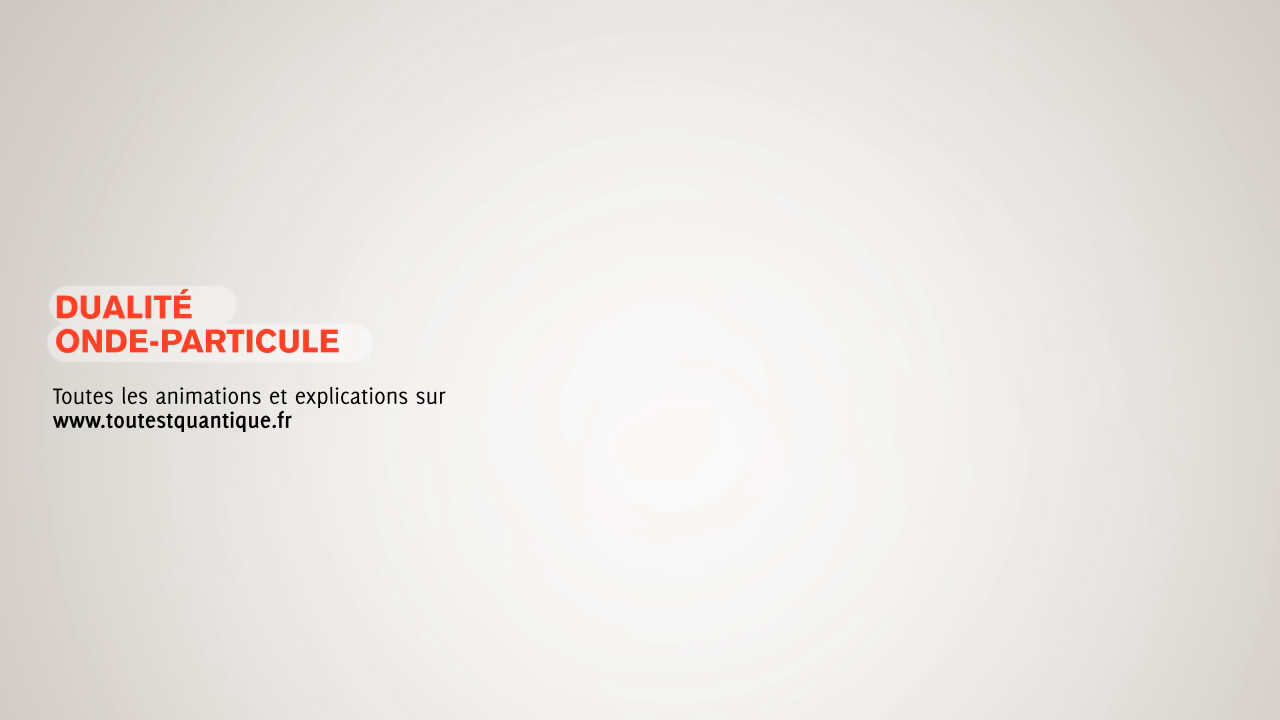 DUALITÉ
ONDE-PARTICULE
Toutes les animations et explications sur
www.toutestquantique.fr